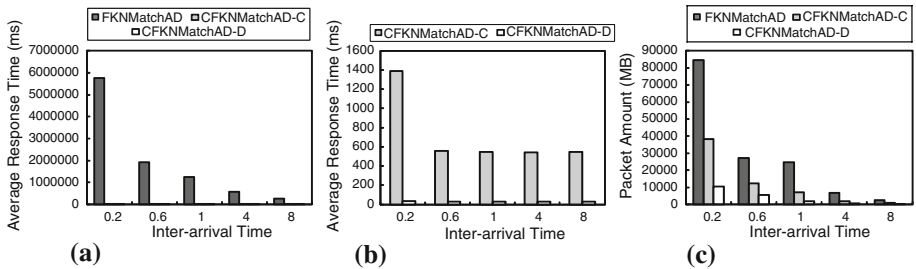 FKNMatchAD CFKNMatchAD-C
CFKNMatchAD-D
Average Response Time (ms)
7000000
6000000
5000000
4000000
3000000
2000000
1000000
0
0.2 0.6 1 4 8
Inter-arrival Time
(a)
CFKNMatchAD-C CFKNMatchAD-D
Average Response Time (ms)
1600
1400
1200
1000
800
600
400
200
0
0.2 0.6 1 4 8
Inter-arrival Time
(b)
FKNMatchAD CFKNMatchAD-C
CFKNMatchAD-D
Packet Amount (MB)
90000
80000
70000
60000
50000
40000
30000
20000
10000
0
0.2 0.6 1 4 8
Inter-arrival Time
(c)